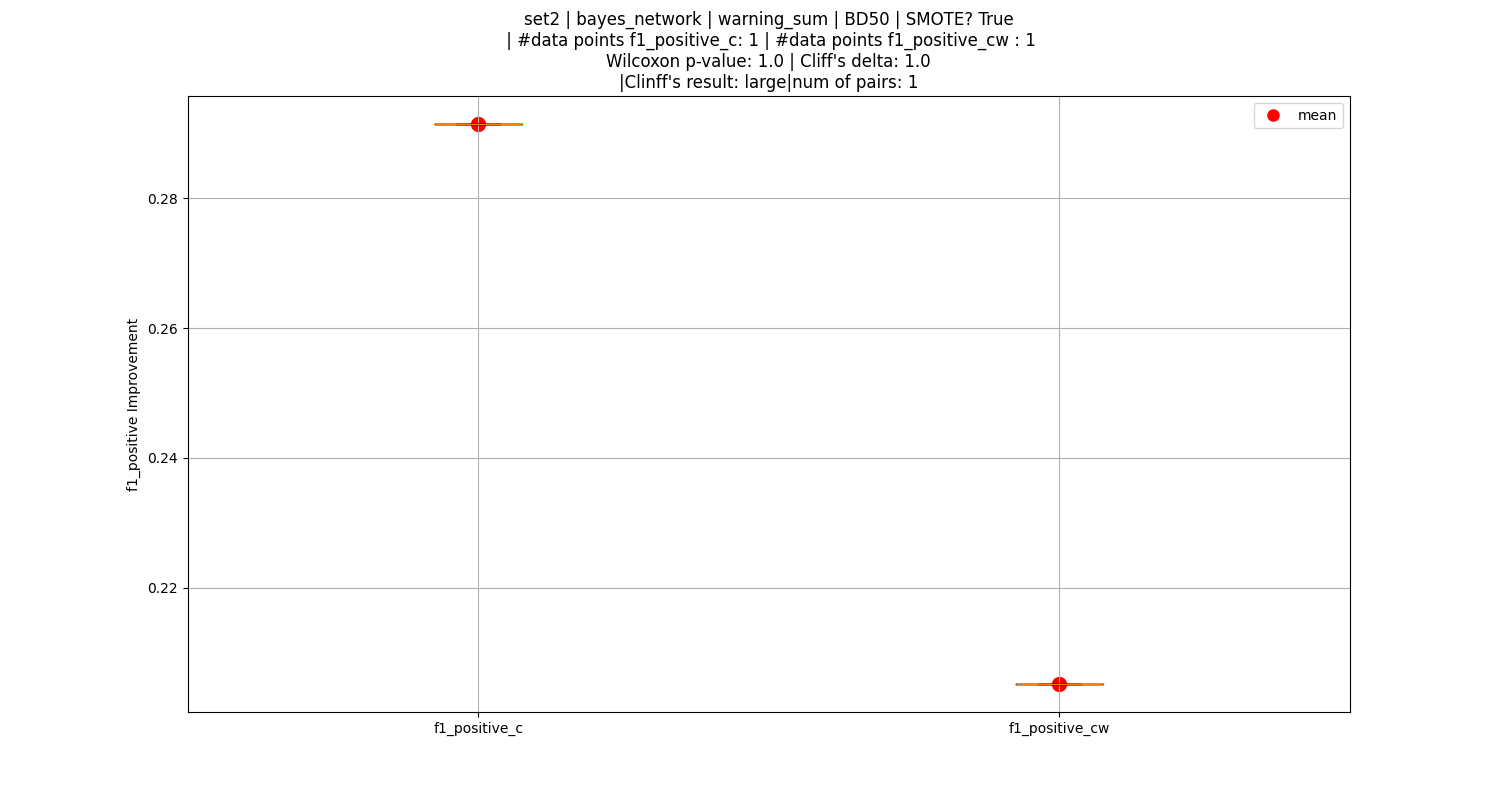 set2 | bayes_network | warning_sum | BD50 | SMOTE? True
| #data points f1_positive_c: 1 | #data points f1_positive_cw : 1
Wilcoxon p-value: 1.0 | Cliff's delta: 1.0
|Clinff's result: large|num of pairs: 1
mean
0.28
0.26
0.24
0.22
f1_positive Improvement
f1_positive_c
f1_positive_cw